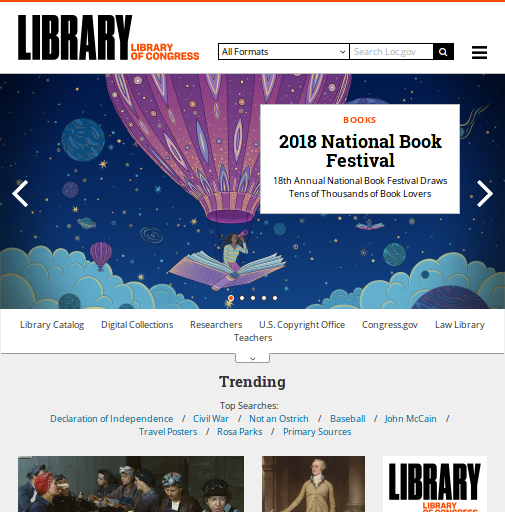 LIBRARY
LIBRARY
OF CONGRESS
All Formats
Search Loc.gov
BOOKS
2018 National Book
Festival
18th Annual National Book Festival Draws
Tens of Thousands of Book Lovers
Library Catalog Digital Collections Researchers U.S. Copyright Office Congress.gov Law Library
Teachers
Trending
Top Searches:
Declaration of Independence / Civil War / Not an Ostrich / Baseball / John McCain /
Travel Posters / Rosa Parks / Primary Sources
LIBRARY
LIBRARY
OF CONGRESS